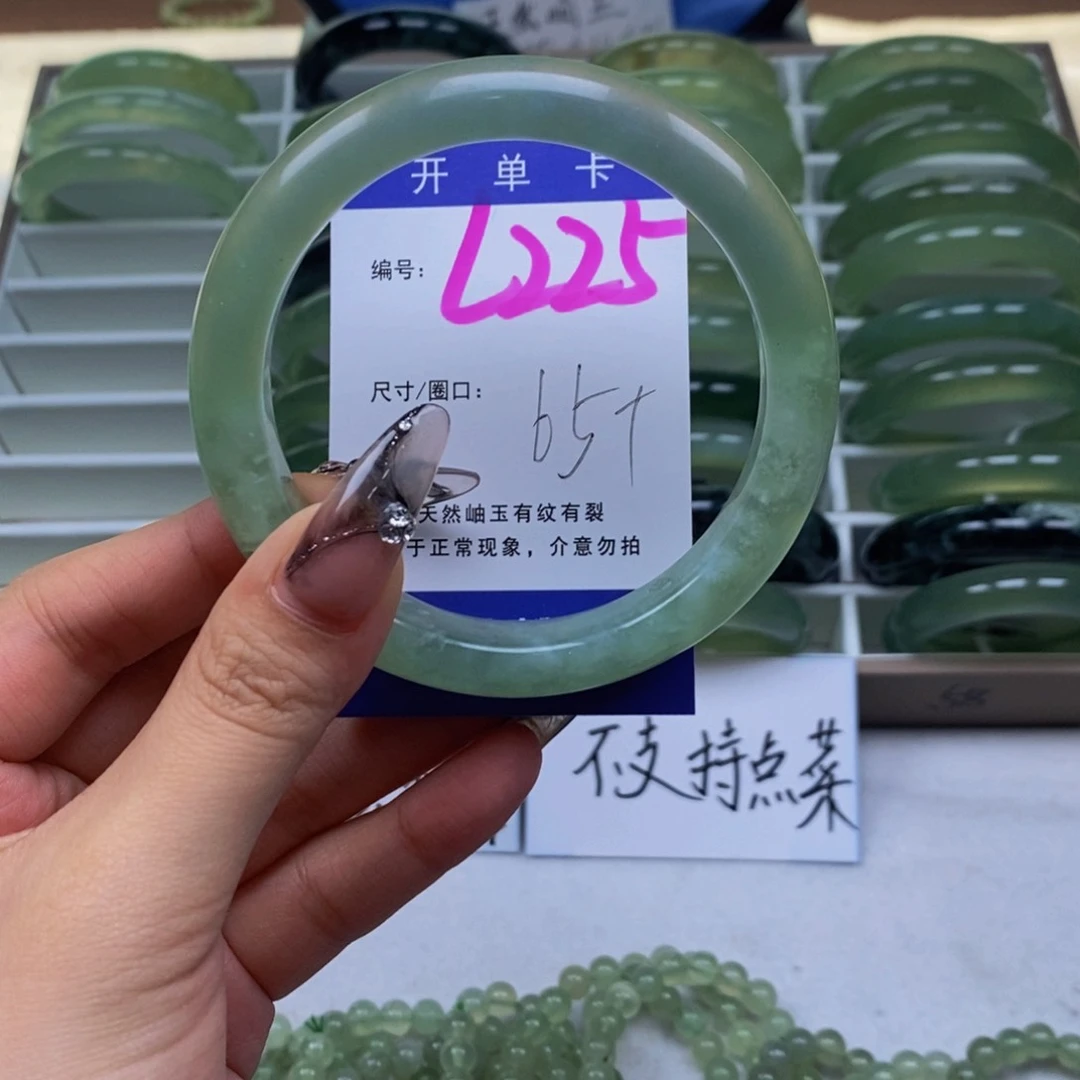 开单卡
编号：
L225
尺寸/圈口：
65+
天然岫玉有纹有裂
于正常现象，介意勿拍
不支持点菜